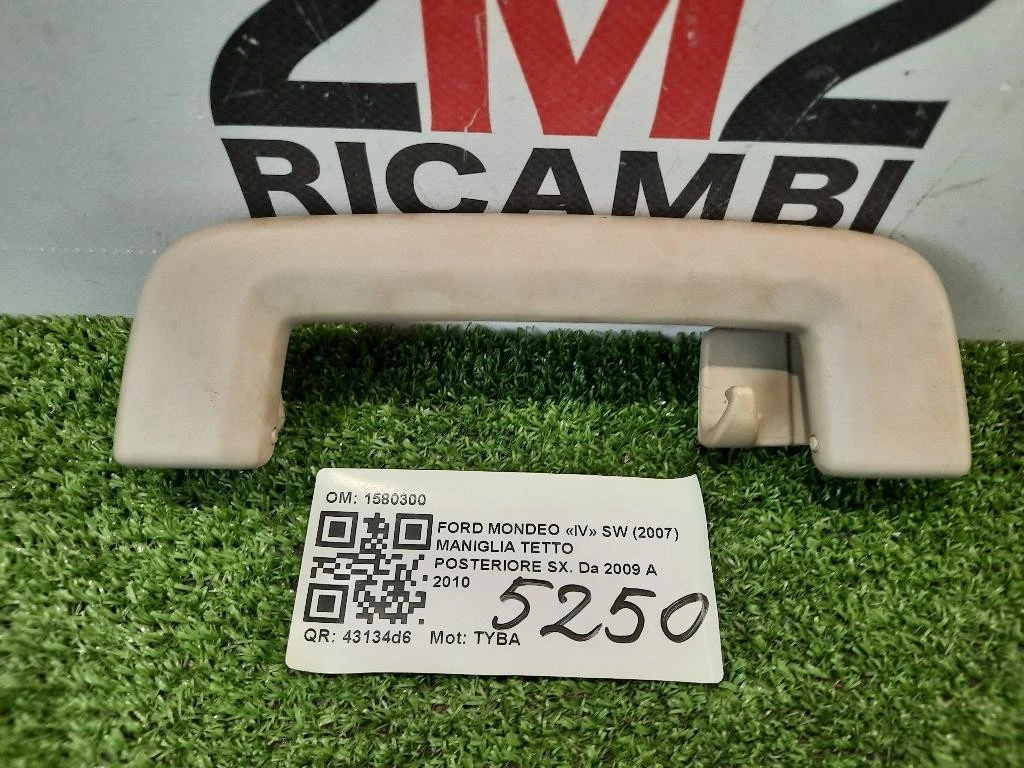 2M2
RICAMBI
OM: 1580300
FORD MONDEO «IV» SW (2007)
MANIGLIA TETTO
POSTERIORE SX. Da 2009 A
2010
5250
QR: 43134d6 Mot: TYBA